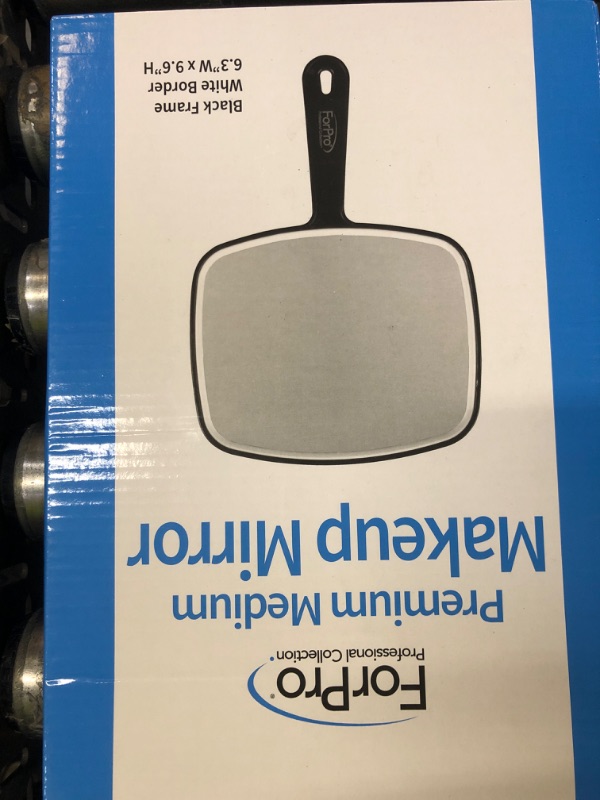 ForPro®
Professional Collection®
Premium Medium
Makeup Mirror
ForPro
Black Frame
White Border
6.3"W x 9.6"H